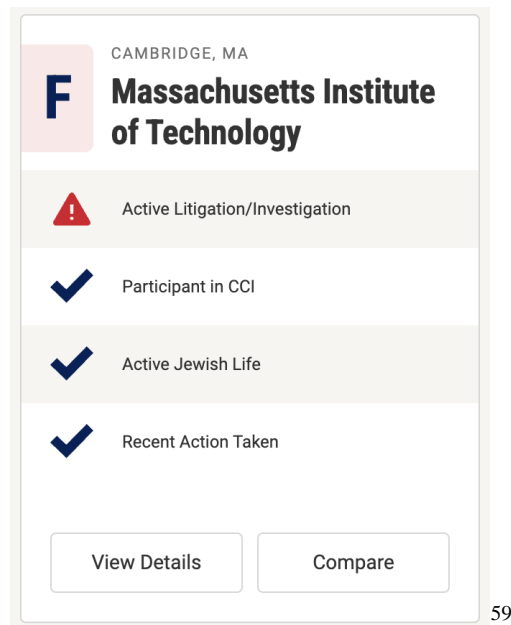 CAMBRIDGE, MA
F
Massachusetts Institute
of Technology
Active Litigation/Investigation
Participant in CCI
Active Jewish Life
Recent Action Taken
View Details
Compare
59